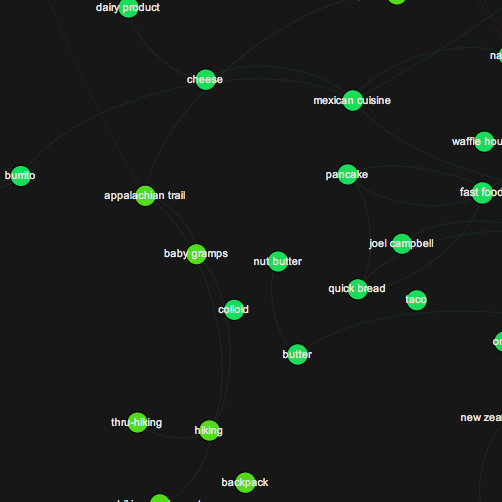 dairy product
cheese
mexican cuisine
waffle hou
burrito
pancake
appalachian trail
fast food
joel campbell
baby gramps
nut butter
quick bread
taco
colloid
butter
new zea
thru-hiking
hiking
backpack